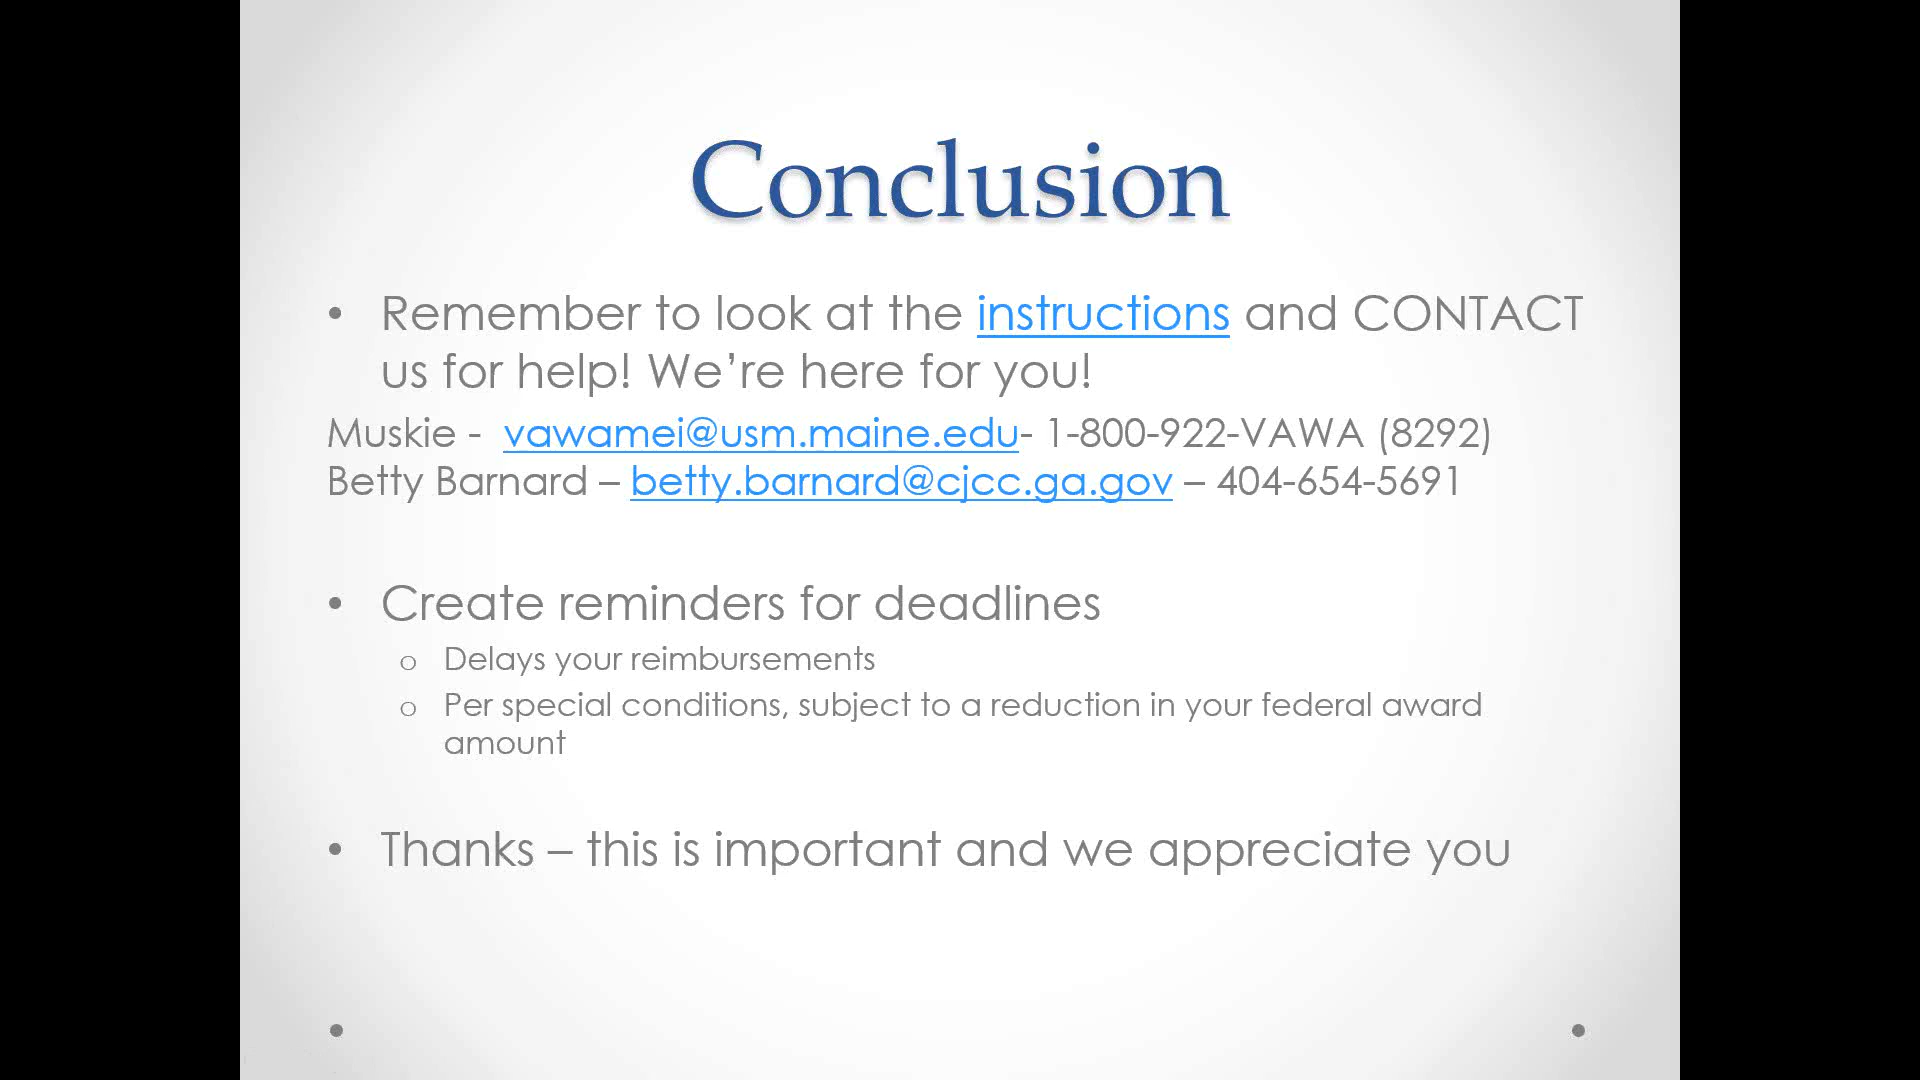 Conclusion
• Remember to look at the instructions and CONTACT
us for help! We’re here for you!
Muskie - vawamei@usm.maine.edu- 1-800-922-VAWA (8292)
Betty Barnard – betty.barnard@cjcc.ga.gov – 404-654-5691
• Create reminders for deadlines
o Delays your reimbursements
o Per special conditions, subject to a reduction in your federal award
amount
• Thanks – this is important and we appreciate you